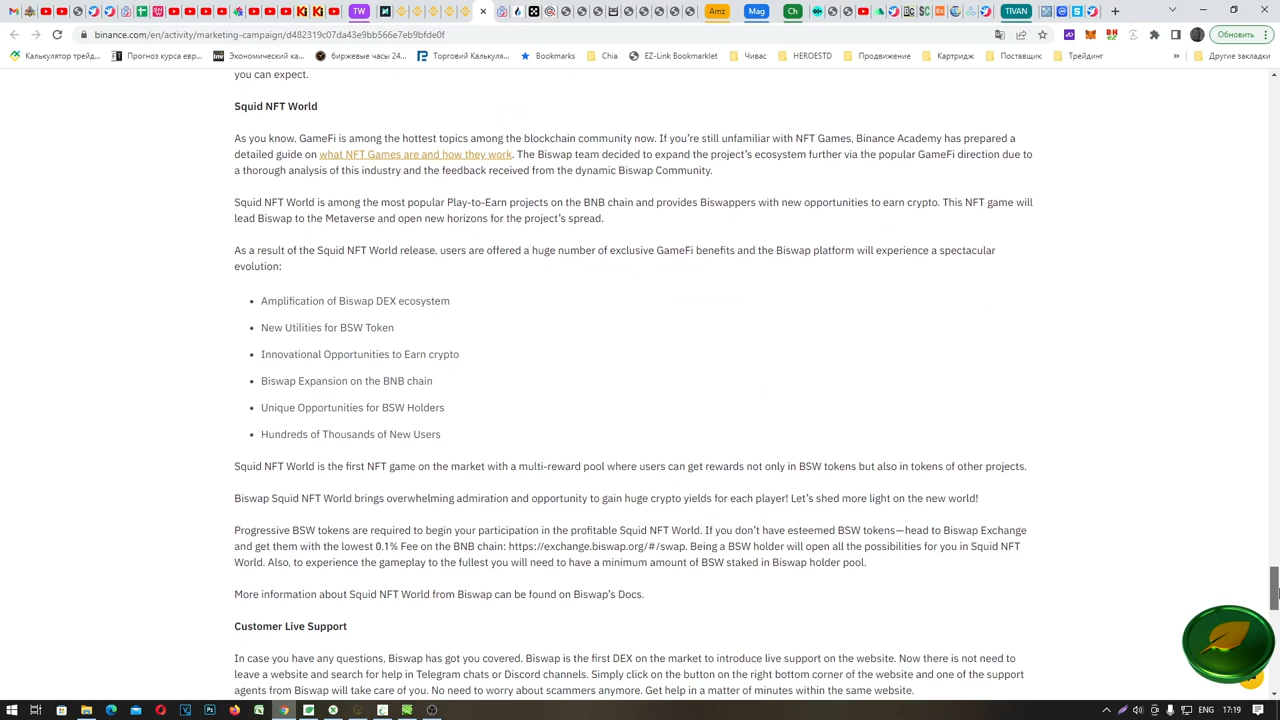 TW
Amz
Mag
Ch
TIVAN
binance.com/en/activity/marketing-campaign/d482319c07da43e9bb566e7eb9bfde0f
Обновить
Калькулятор трейд...
Прогноз курса евр...
Экономический ка...
биржевые часы 24...
Торговый Калькуля...
Bookmarks
Chia
EZ-Link Bookmarklet
Чивас
HEROESTD
Продвижение
Картридж
Поставщик
Трейдинг
»
Другие закладки
you can expect.
Squid NFT World
As you know, GameFi is among the hottest topics among the blockchain community now. If you’re still unfamiliar with NFT Games, Binance Academy has prepared a
detailed guide on what NFT Games are and how they work. The Biswap team decided to expand the project’s ecosystem further via the popular GameFi direction due to
a thorough analysis of this industry and the feedback received from the dynamic Biswap Community.
Squid NFT World is among the most popular Play-to-Earn projects on the BNB chain and provides Biswappers with new opportunities to earn crypto. This NFT game will
lead Biswap to the Metaverse and open new horizons for the project’s spread.
As a result of the Squid NFT World release, users are offered a huge number of exclusive GameFi benefits and the Biswap platform will experience a spectacular
evolution:
• Amplification of Biswap DEX ecosystem
• New Utilities for BSW Token
• Innovational Opportunities to Earn crypto
• Biswap Expansion on the BNB chain
• Unique Opportunities for BSW Holders
• Hundreds of Thousands of New Users
Squid NFT World is the first NFT game on the market with a multi-reward pool where users can get rewards not only in BSW tokens but also in tokens of other projects.
Biswap Squid NFT World brings overwhelming admiration and opportunity to gain huge crypto yields for each player! Let’s shed more light on the new world!
Progressive BSW tokens are required to begin your participation in the profitable Squid NFT World. If you don’t have esteemed BSW tokens—head to Biswap Exchange
and get them with the lowest 0.1% Fee on the BNB chain: https://exchange.biswap.org/#/swap. Being a BSW holder will open all the possibilities for you in Squid NFT
World. Also, to experience the gameplay to the fullest you will need to have a minimum amount of BSW staked in Biswap holder pool.
More information about Squid NFT World from Biswap can be found on Biswap’s Docs.
Customer Live Support
In case you have any questions, Biswap has got you covered. Biswap is the first DEX on the market to introduce live support on the website. Now there is not need to
leave a website and search for help in Telegram chats or Discord channels. Simply click on the button on the right bottom corner of the website and one of the support
agents from Biswap will take care of you. No need to worry about scammers anymore. Get help in a matter of minutes within the same website.
ENG
17:19